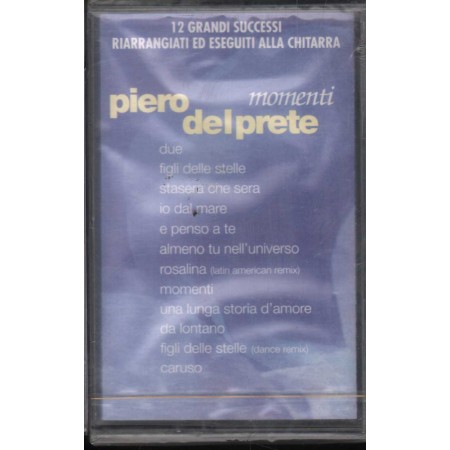 12 GRANDI SUCCESSI
RIARRANGIATI ED ESEGUITI ALLA CHITARRA
momenti
piero
delprete
due
figli delle stelle
stasera che sera
io dal mare
e penso a te
almeno tu nell'universo
rosalina (latin american remix)
momenti
una lunga storia d'amore
da lontano
figli delle stelle (dance remix)
caruso